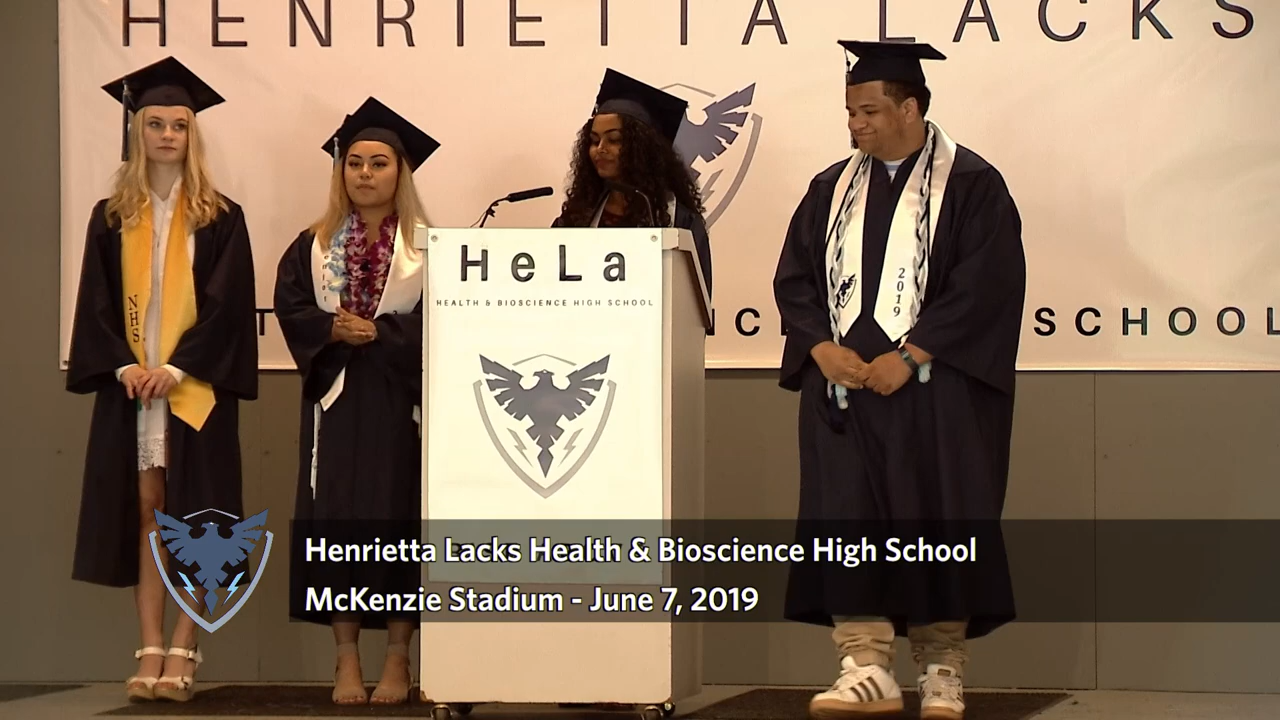 HENRIETTA LACKS
SCHOOL
HeLa
HEALTH & BIOSCIENCE HIGH SCHOOL
NHS.
2019
Henrietta Lacks Health & Bioscience High School
McKenzie Stadium - June 7, 2019